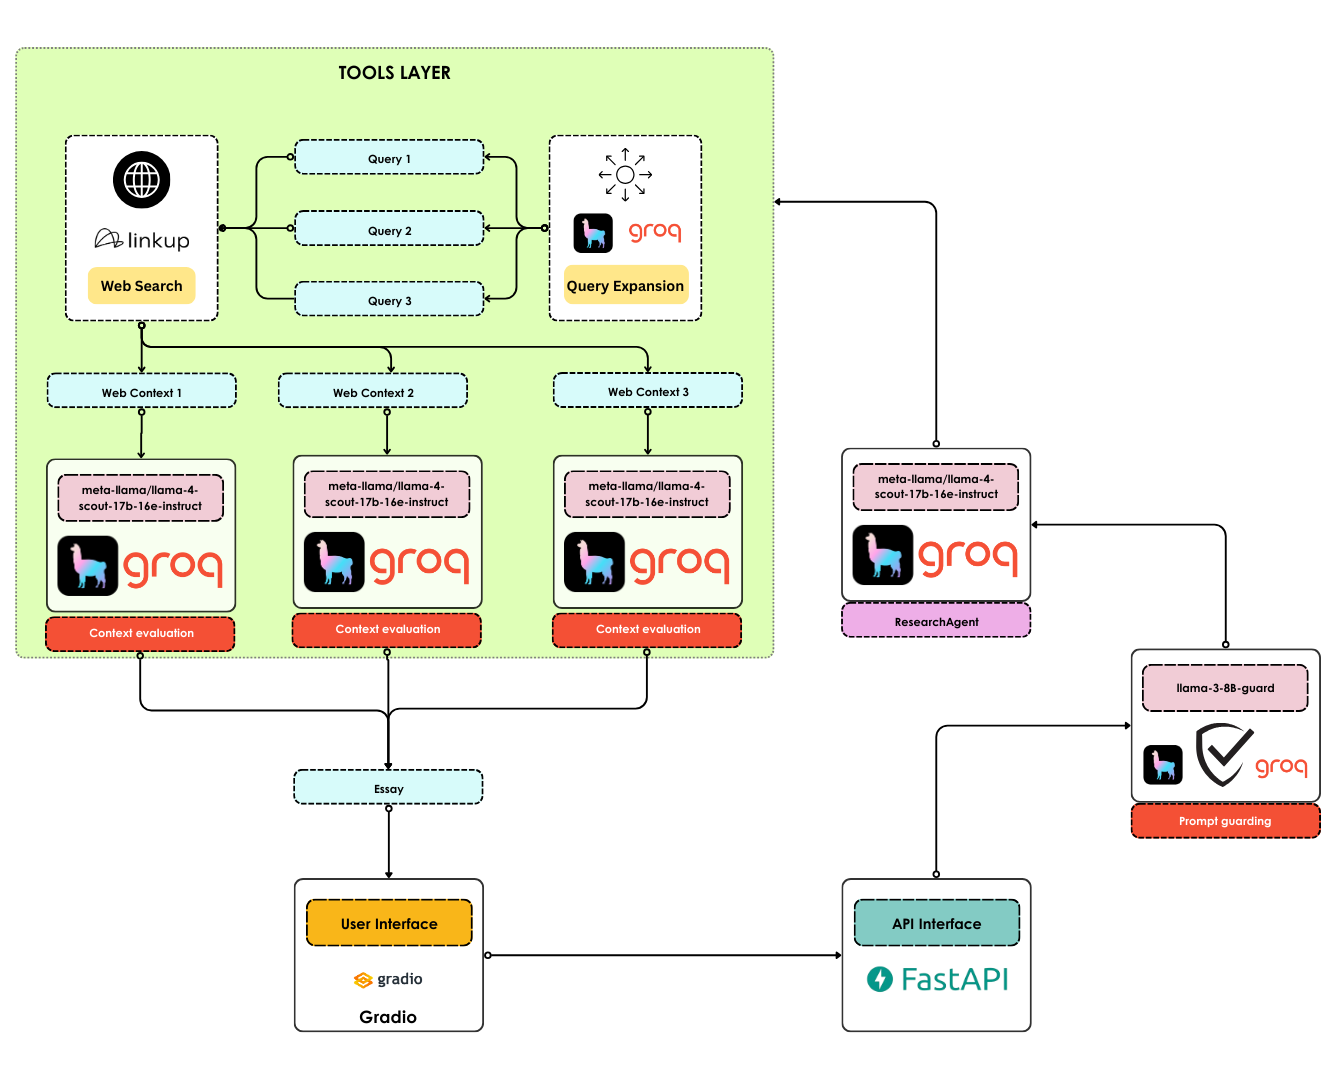 TOOLS LAYER
linkup
Web Search
Query 1
Query 2
Query 3
groq
Query Expansion
Web Context 1
Web Context 2
Web Context 3
meta-llama/llama-4-
scout-17b-16e-instruct
groq
Context evaluation
meta-llama/llama-4-
scout-17b-16e-instruct
groq
Context evaluation
meta-llama/llama-4-
scout-17b-16e-instruct
groq
Context evaluation
meta-llama/llama-4-
scout-17b-16e-instruct
groq
ResearchAgent
llama-3-8B-guard
groq
Prompt guarding
Essay
User Interface
gradio
Gradio
API Interface
FastAPI